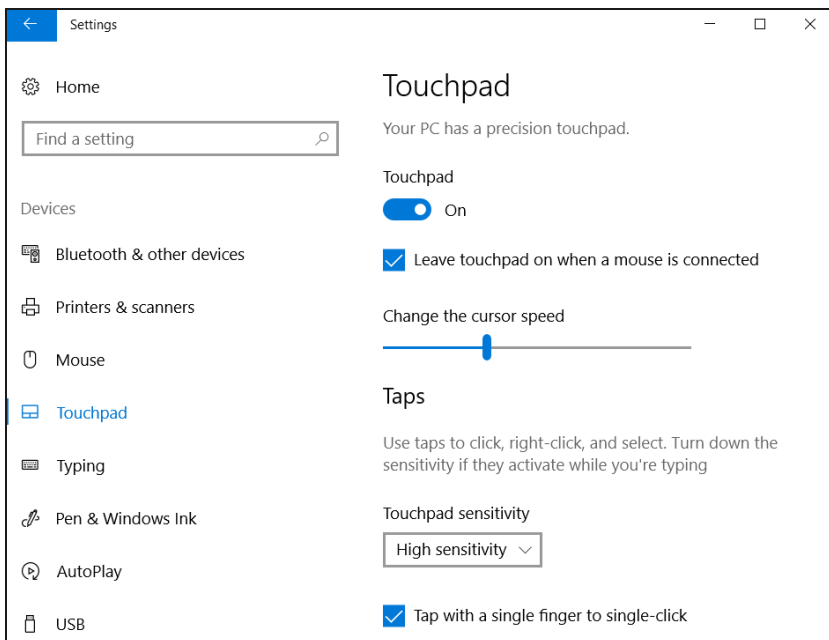 Settings
Home
Find a setting
Devices
Bluetooth & other devices
Printers & scanners
Mouse
Touchpad
Typing
Pen & Windows Ink
AutoPlay
USB
Touchpad
Your PC has a precision touchpad.
Touchpad
On
Leave touchpad on when a mouse is connected
Change the cursor speed
Taps
Use taps to click, right-click, and select. Turn down the
sensitivity if they activate while you're typing
Touchpad sensitivity
High sensitivity
Tap with a single finger to single-click